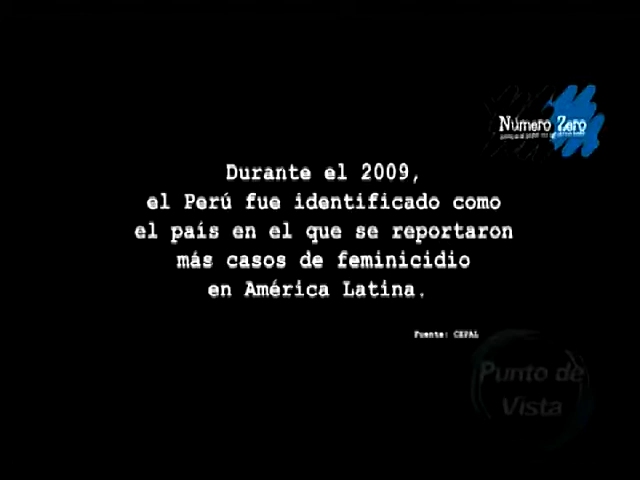 Número Zero
Durante el 2009,
el Perú fue identificado como
el país en el que se reportaron
más casos de feminicidio
en América Latina.
Fuente: CEPAL
Punto de
Vista